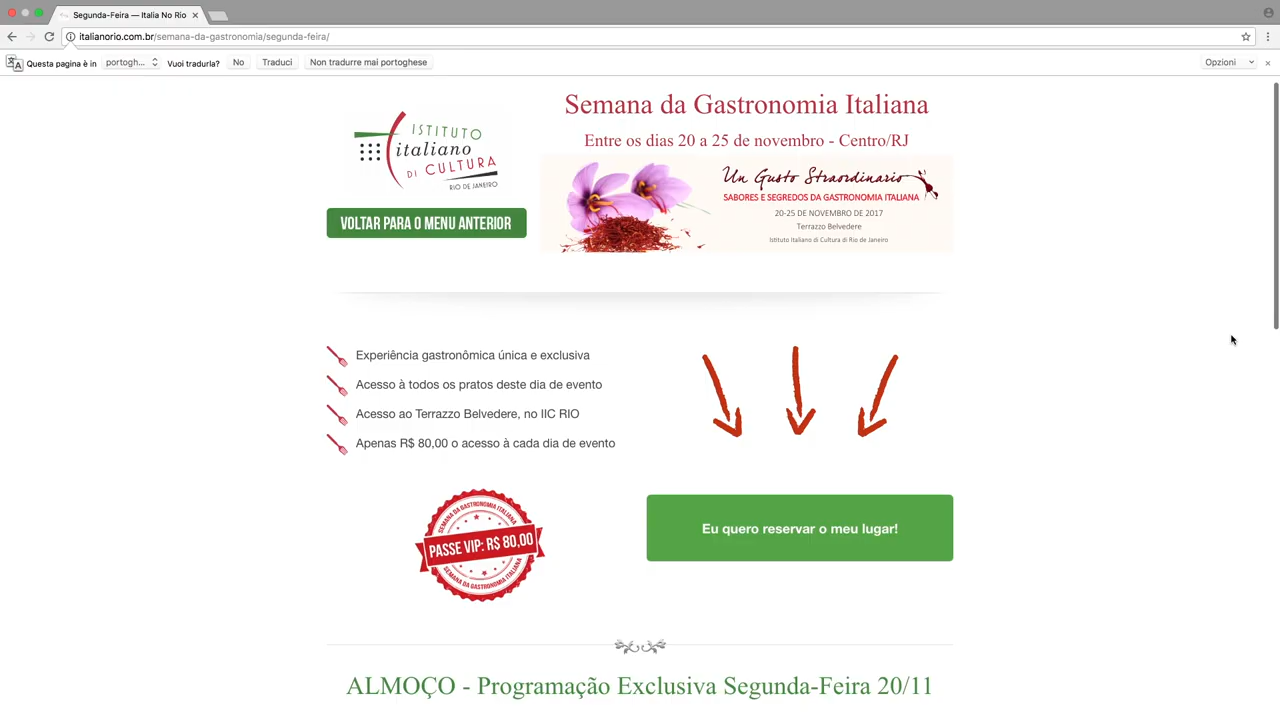 Segunda-Feira — Italia No Rio
italianorio.com.br/semana-da-gastronomia/segunda-feira/
Questa pagina è in portogh... Vuoi tradurla? No Traduci Non tradurre mai portoghese Opzioni
ISTITUTO
italiano
DI CULTURA
RIO DE JANEIRO
VOLTAR PARA O MENU ANTERIOR
Semana da Gastronomia Italiana
Entre os dias 20 a 25 de novembro - Centro/RJ
Un Gusto Straordinario
SABORES E SEGREDOS DA GASTRONOMIA ITALIANA
20-25 DE NOVEMBRO DE 2017
Terrazzo Belvedere
Istituto Italiano di Cultura di Rio de Janeiro
Experiência gastronômica única e exclusiva
Acesso à todos os pratos deste dia de evento
Acesso ao Terrazzo Belvedere, no IIC RIO
Apenas R$ 80,00 o acesso à cada dia de evento
SEMANA DA GASTRONOMIA ITALIANA
PASSE VIP: R$ 80,00
SEMANA DA GASTRONOMIA ITALIANA
Eu quero reservar o meu lugar!
ALMOÇO - Programação Exclusiva Segunda-Feira 20/11